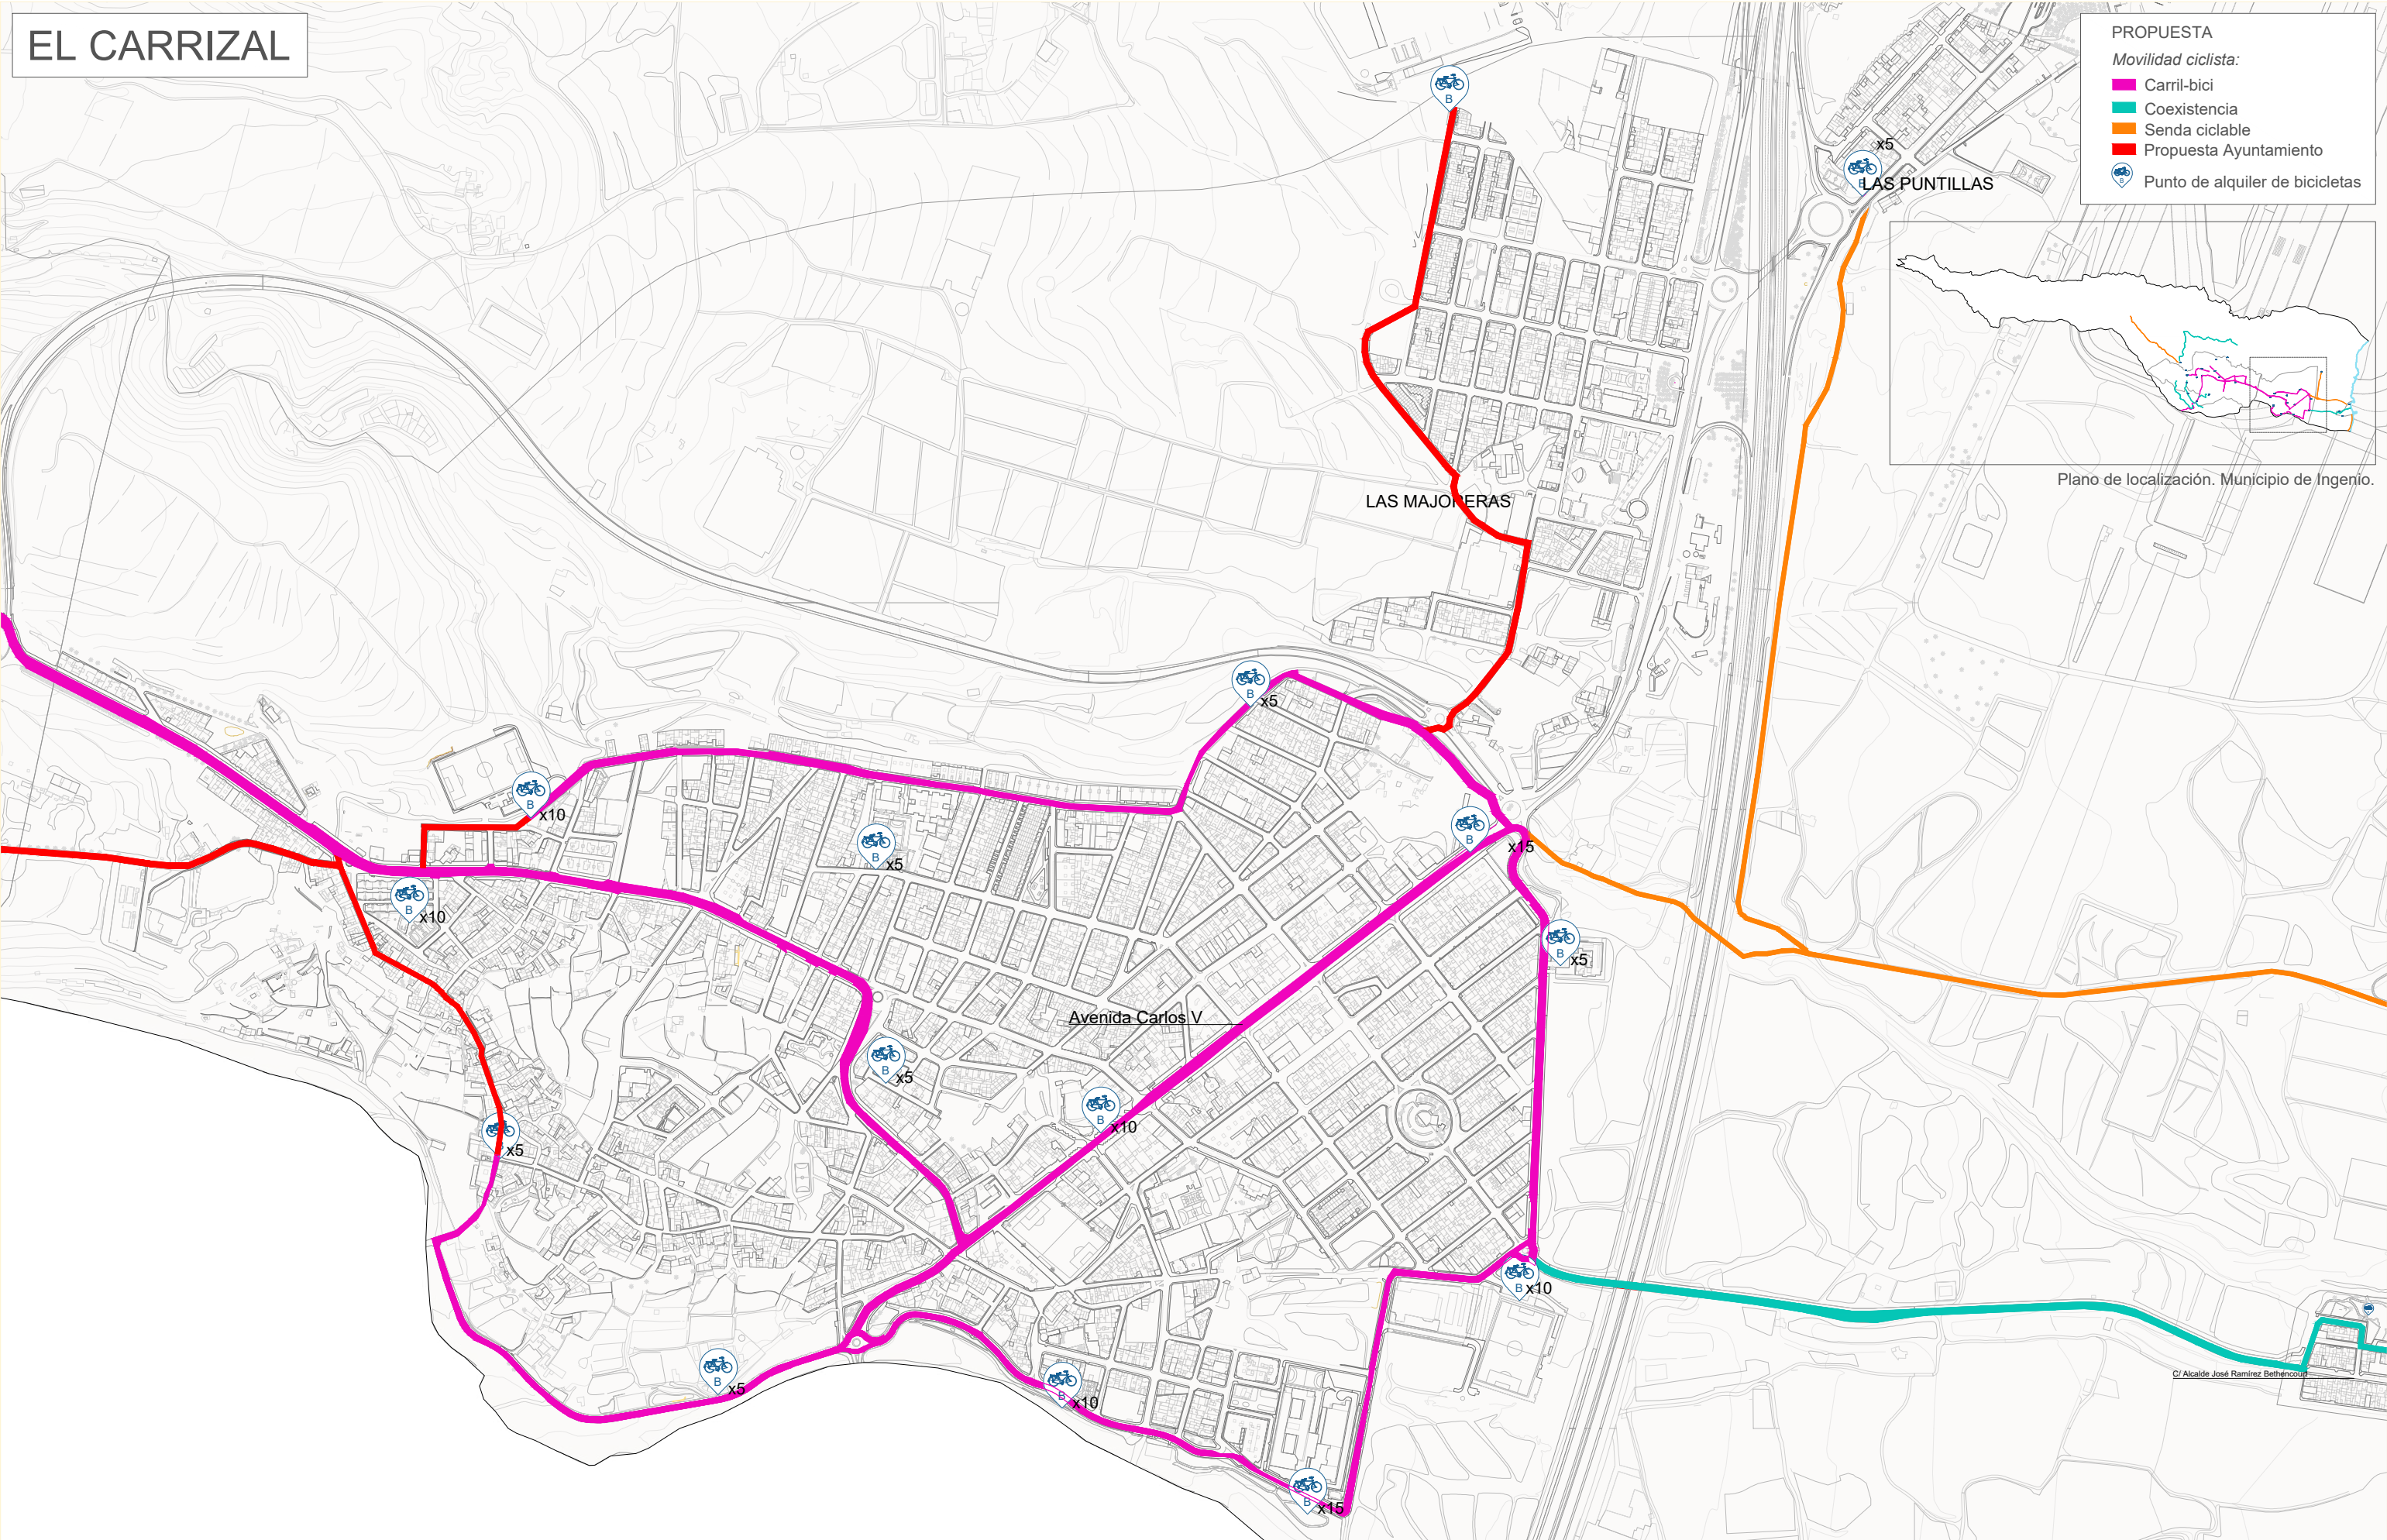 EL CARRIZAL
PROPUESTA
Movilidad ciclista:
Carril-bici
Coexistencia
Senda ciclable
Propuesta Ayuntamiento
B
Punto de alquiler de bicicletas
B
x5
B
LAS PUNTILLAS
Plano de localización. Municipio de Ingenio.
LAS MAJORERAS
B
x5
B
x10
B
x15
B
x5
B
x10
B
x5
Avenida Carlos V
B
x5
B
x10
B
x5
B
x10
C/ Alcalde José Ramírez Bethencourt
B
x5
B
x10
B
x15